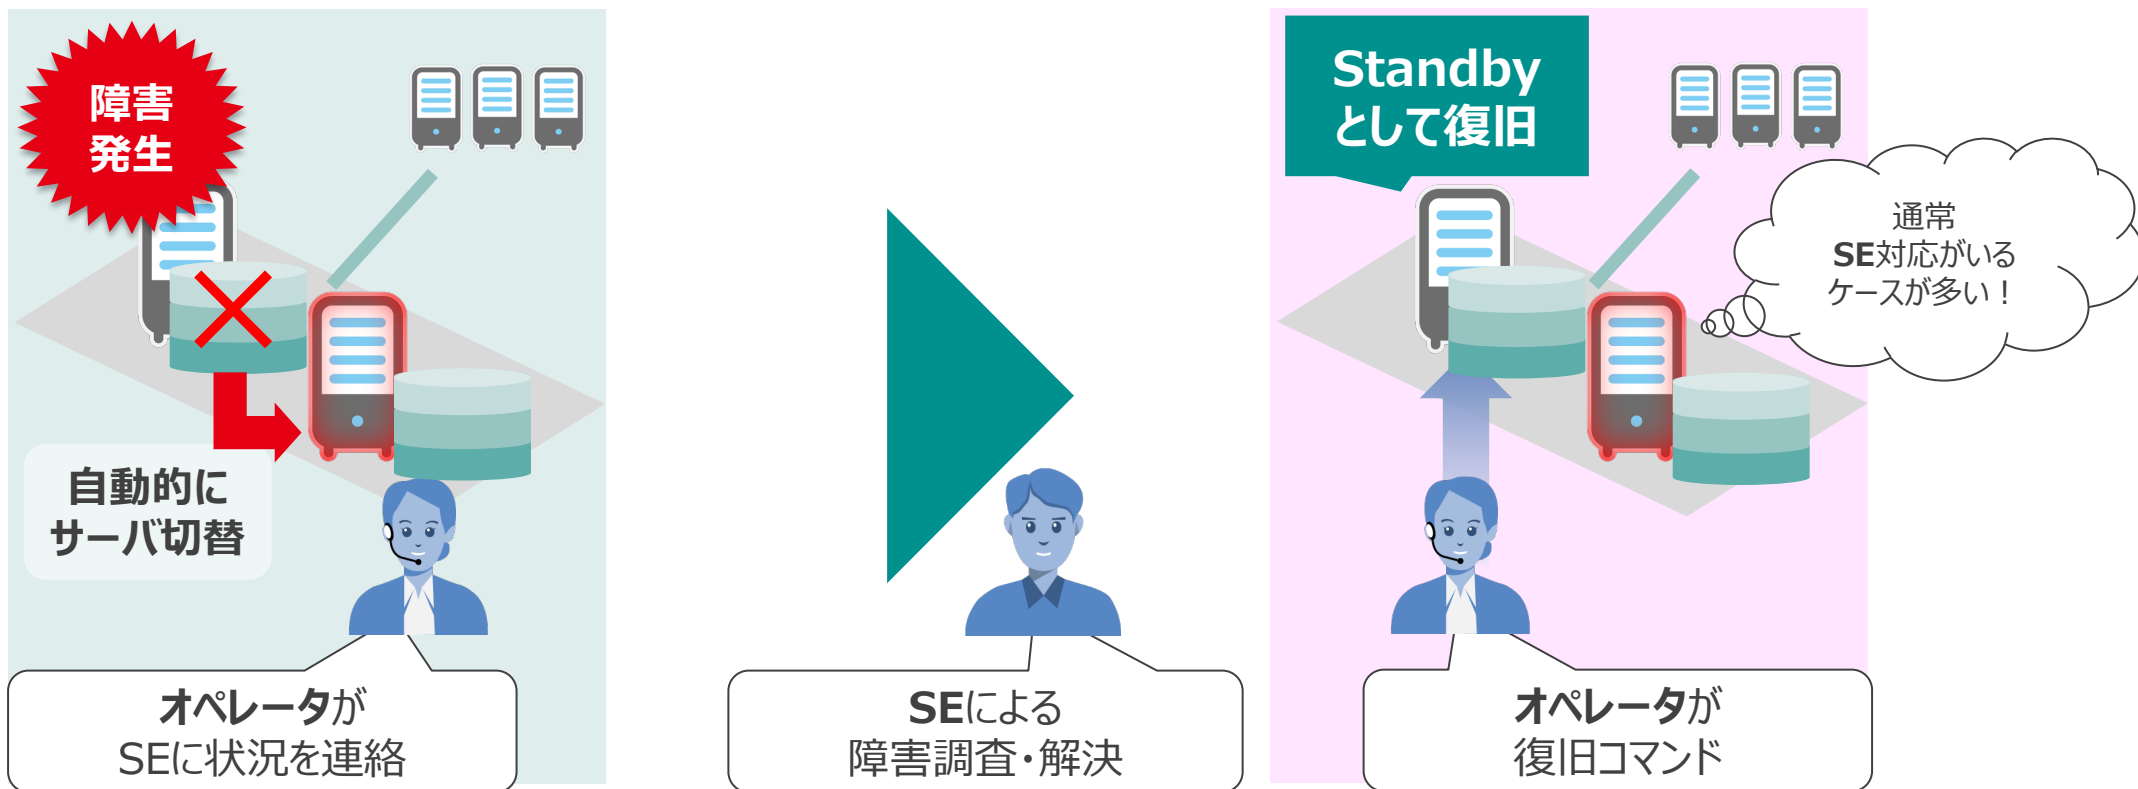 障害
発生
自動的に
サーバ切替
オペレータが
SEに状況を連絡
SEによる
障害調査・解決
Standby
として復旧
通常
SE対応がいる
ケースが多い！
オペレータが
復旧コマンド